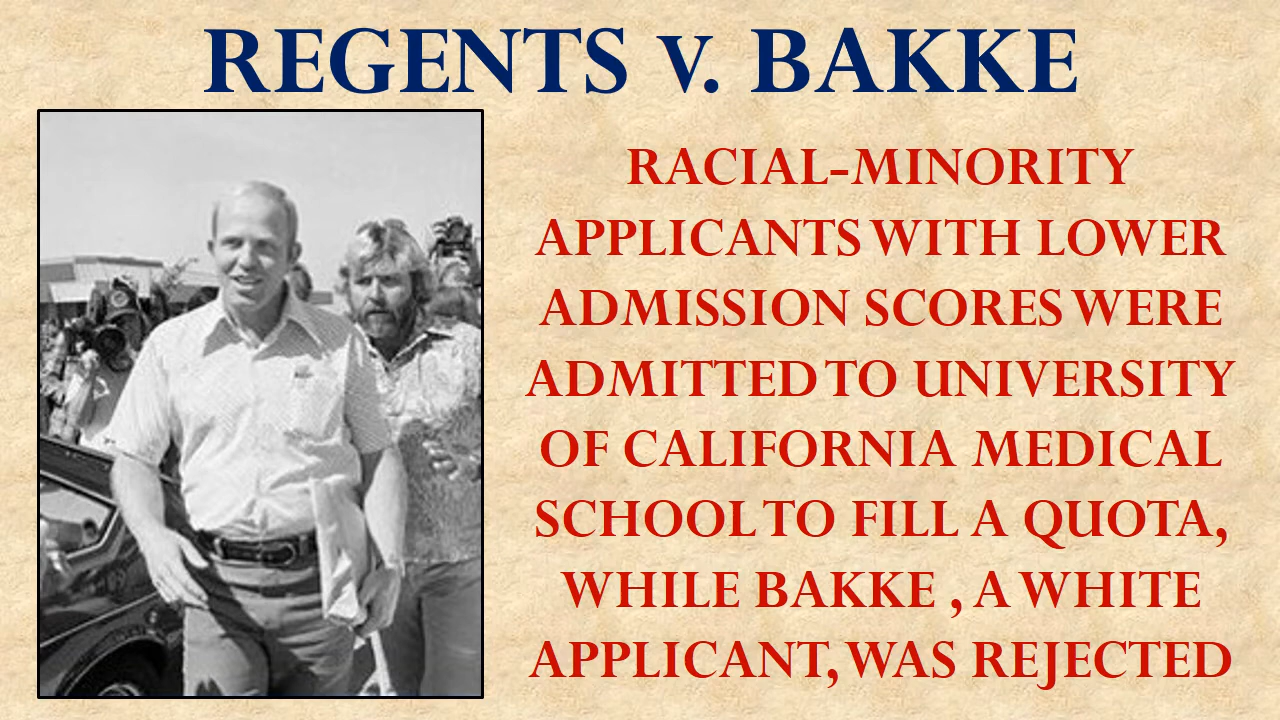 REGENTS v. BAKKE
RACIAL-MINORITY
APPLICANTS WITH LOWER
ADMISSION SCORES WERE
ADMITTED TO UNIVERSITY
OF CALIFORNIA MEDICAL
SCHOOL TO FILL A QUOTA,
WHILE BAKKE , A WHITE
APPLICANT, WAS REJECTED